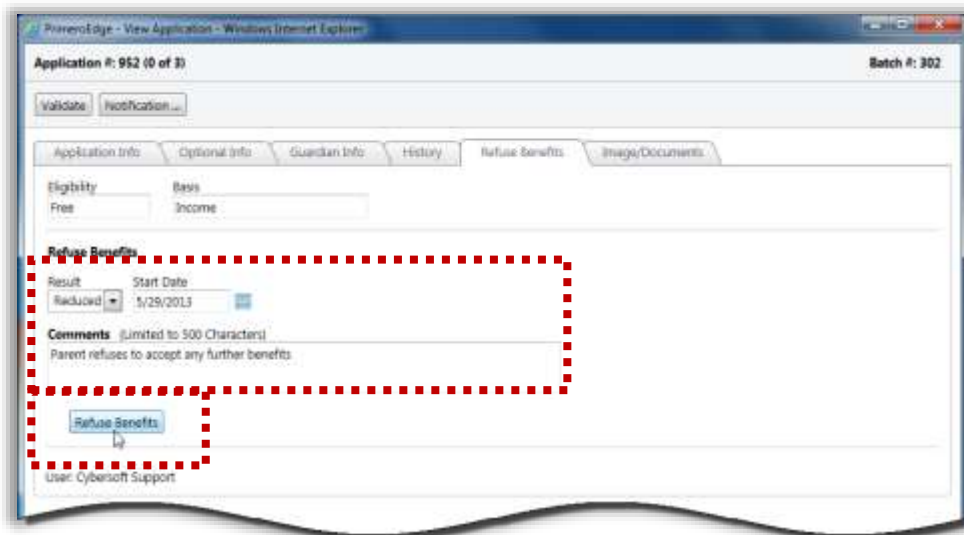 PrimeroEdge - View Application - Windows Internet Explorer
Application #: 952 (0 of 3) Batch #: 302
Validate Notification ...
Application Info Optional Info Guardian Info History Refuse Benefits Image/Documents
Eligibility Basis
Free Income
Refuse Benefits
Result Start Date
Reduced 5/29/2013
Comments (Limited to 500 Characters)
Parent refuses to accept any further benefits
Refuse Benefits
User: Cybersoft Support